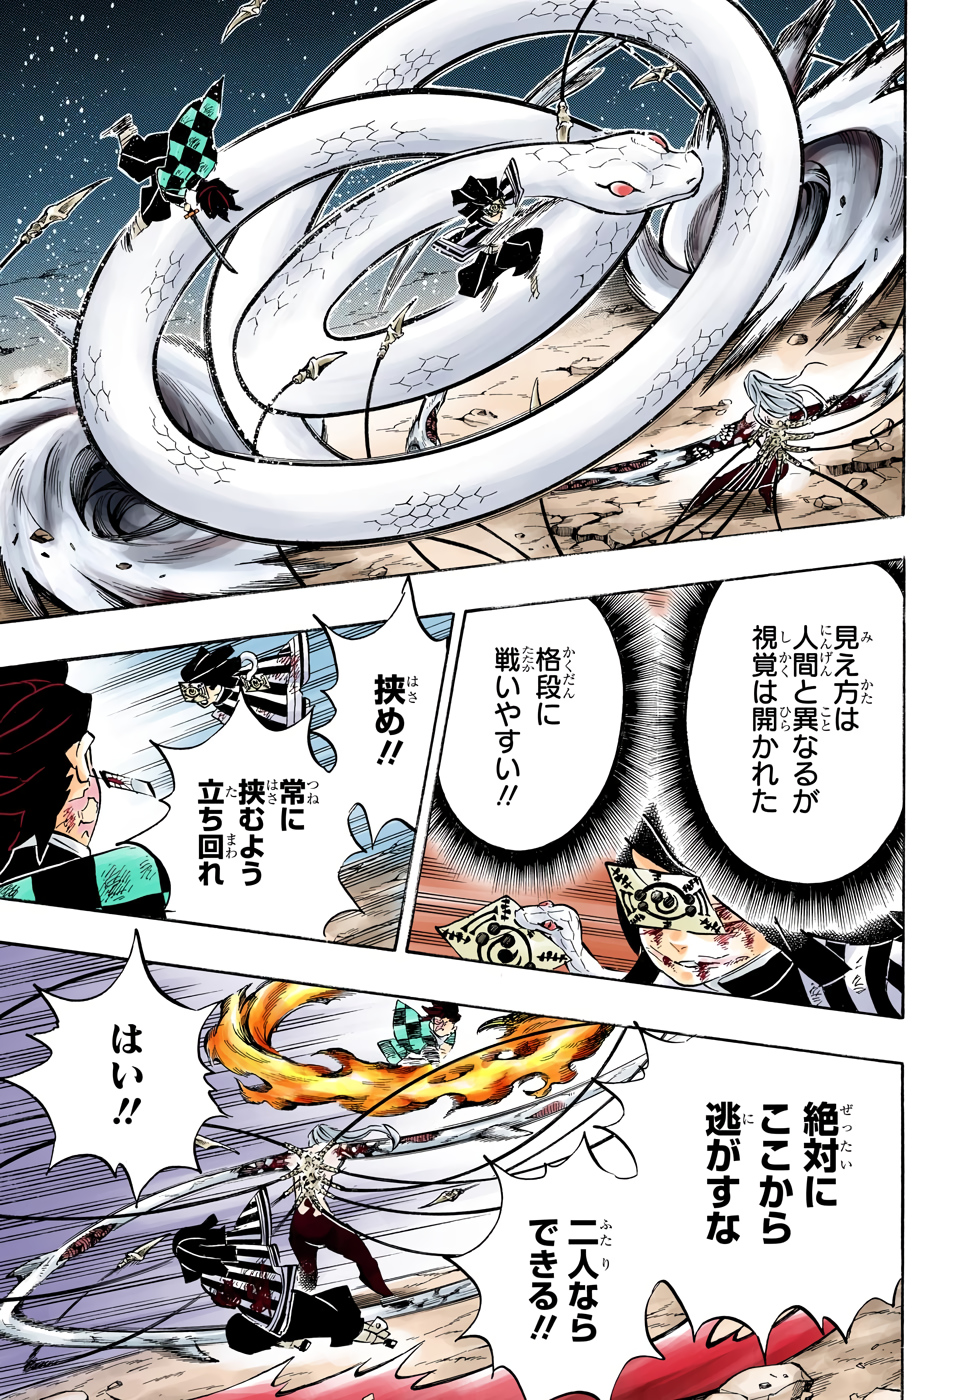 見え方は
人間と異なるが
視覚は開かれた
格段に
戦いやすい!!
挟め!!
常に
挟むよう
立ち回れ
絶対に
ここから
逃がすな
二人なら
できる!!
はい!!